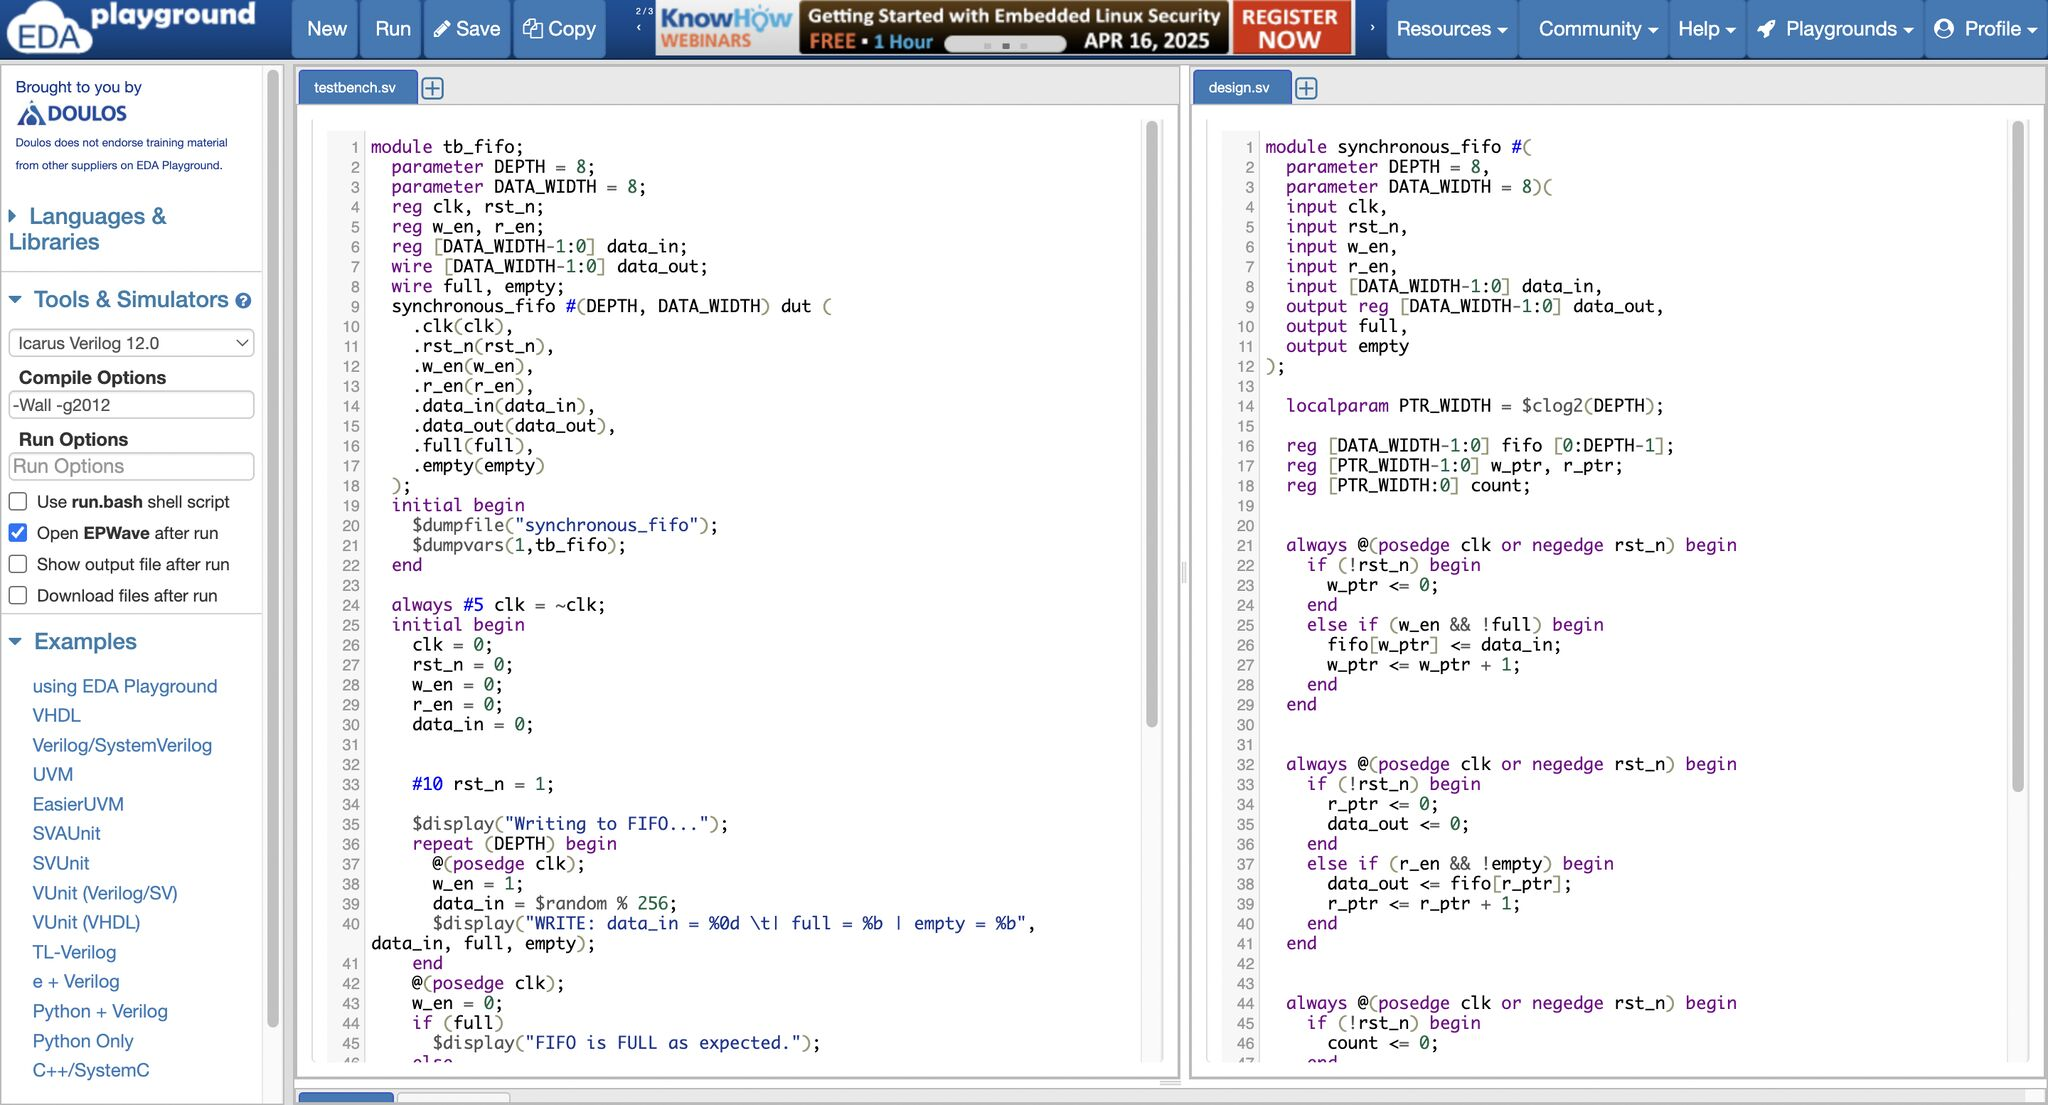 EDA playground
New
Run
Save
Copy
2/3
KnowHow
WEBINARS
Getting Started with Embedded Linux Security
FREE • 1 Hour
APR 16, 2025
REGISTER
NOW
Resources
Community
Help
Playgrounds
Profile
Brought to you by
DOULOS
Doulos does not endorse training material
from other suppliers on EDA Playground.
Languages &
Libraries
Tools & Simulators
Icarus Verilog 12.0
Compile Options
-Wall -g2012
Run Options
Run Options
Use run.bash shell script
Open EPWave after run
Show output file after run
Download files after run
Examples
using EDA Playground
VHDL
Verilog/SystemVerilog
UVM
EasierUVM
SVAUnit
SVUnit
VUnit (Verilog/SV)
VUnit (VHDL)
TL-Verilog
e + Verilog
Python + Verilog
Python Only
C++/SystemC
testbench.sv
1 module tb_fifo;
2   parameter DEPTH = 8;
3   parameter DATA_WIDTH = 8;
4   reg clk, rst_n;
5   reg w_en, r_en;
6   reg [DATA_WIDTH-1:0] data_in;
7   wire [DATA_WIDTH-1:0] data_out;
8   wire full, empty;
9   synchronous_fifo #(DEPTH, DATA_WIDTH) dut (
10     .clk(clk),
11     .rst_n(rst_n),
12     .w_en(w_en),
13     .r_en(r_en),
14     .data_in(data_in),
15     .data_out(data_out),
16     .full(full),
17     .empty(empty)
18   );
19   initial begin
20     $dumpfile("synchronous_fifo");
21     $dumpvars(1,tb_fifo);
22   end
23
24   always #5 clk = ~clk;
25   initial begin
26     clk = 0;
27     rst_n = 0;
28     w_en = 0;
29     r_en = 0;
30     data_in = 0;
31
32
33     #10 rst_n = 1;
34
35     $display("Writing to FIFO...");
36     repeat (DEPTH) begin
37       @(posedge clk);
38       w_en = 1;
39       data_in = $random % 256;
40       $display("WRITE: data_in = %0d \t| full = %b | empty = %b",
data_in, full, empty);
41     end
42     @(posedge clk);
43     w_en = 0;
44     if (full)
45       $display("FIFO is FULL as expected.");
46     else
design.sv
1 module synchronous_fifo #(
2   parameter DEPTH = 8,
3   parameter DATA_WIDTH = 8)(
4   input clk,
5   input rst_n,
6   input w_en,
7   input r_en,
8   input [DATA_WIDTH-1:0] data_in,
9   output reg [DATA_WIDTH-1:0] data_out,
10   output full,
11   output empty
12 );
13
14   localparam PTR_WIDTH = $clog2(DEPTH);
15
16   reg [DATA_WIDTH-1:0] fifo [0:DEPTH-1];
17   reg [PTR_WIDTH-1:0] w_ptr, r_ptr;
18   reg [PTR_WIDTH:0] count;
19
20
21   always @(posedge clk or negedge rst_n) begin
22     if (!rst_n) begin
23       w_ptr <= 0;
24     end
25     else if (w_en && !full) begin
26       fifo[w_ptr] <= data_in;
27       w_ptr <= w_ptr + 1;
28     end
29   end
30
31
32   always @(posedge clk or negedge rst_n) begin
33     if (!rst_n) begin
34       r_ptr <= 0;
35       data_out <= 0;
36     end
37     else if (r_en && !empty) begin
38       data_out <= fifo[r_ptr];
39       r_ptr <= r_ptr + 1;
40     end
41   end
42
43
44   always @(posedge clk or negedge rst_n) begin
45     if (!rst_n) begin
46       count <= 0;
47     end